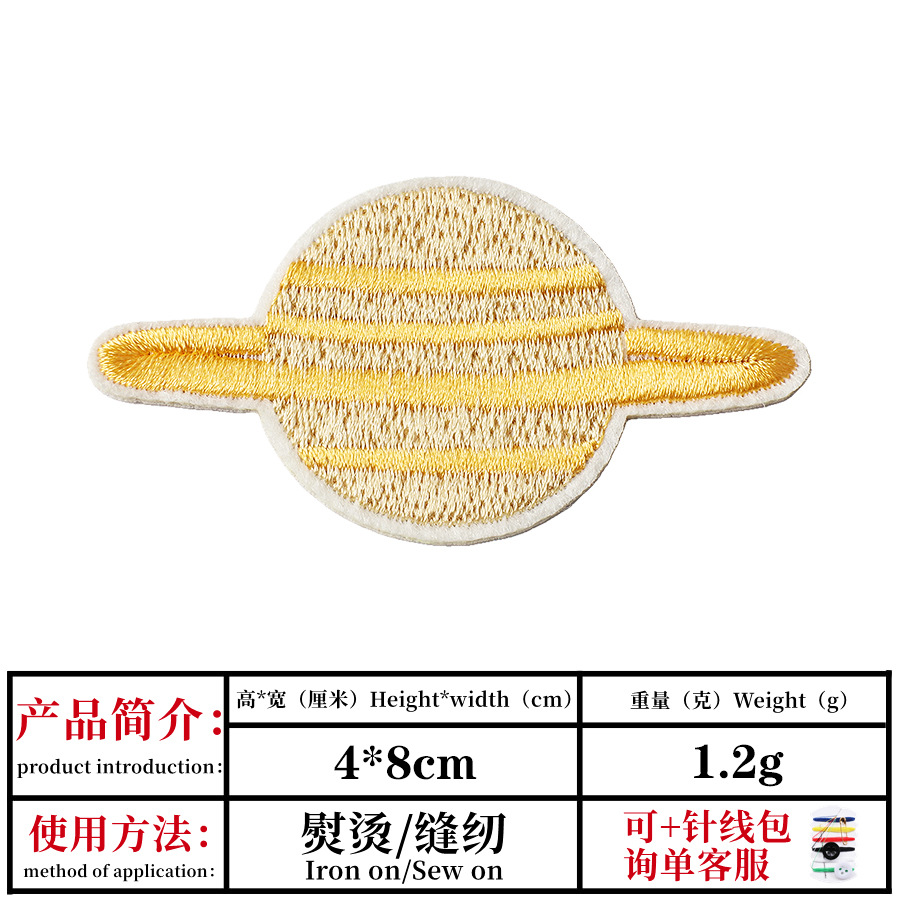 产品简介：
product introduction:
高*宽（厘米）Height*width（cm）
重量（克）Weight（g）
4*8cm
1.2g
使用方法：
method of application:
熨烫/缝纫
Iron on/Sew on
可+针线包
询单客服